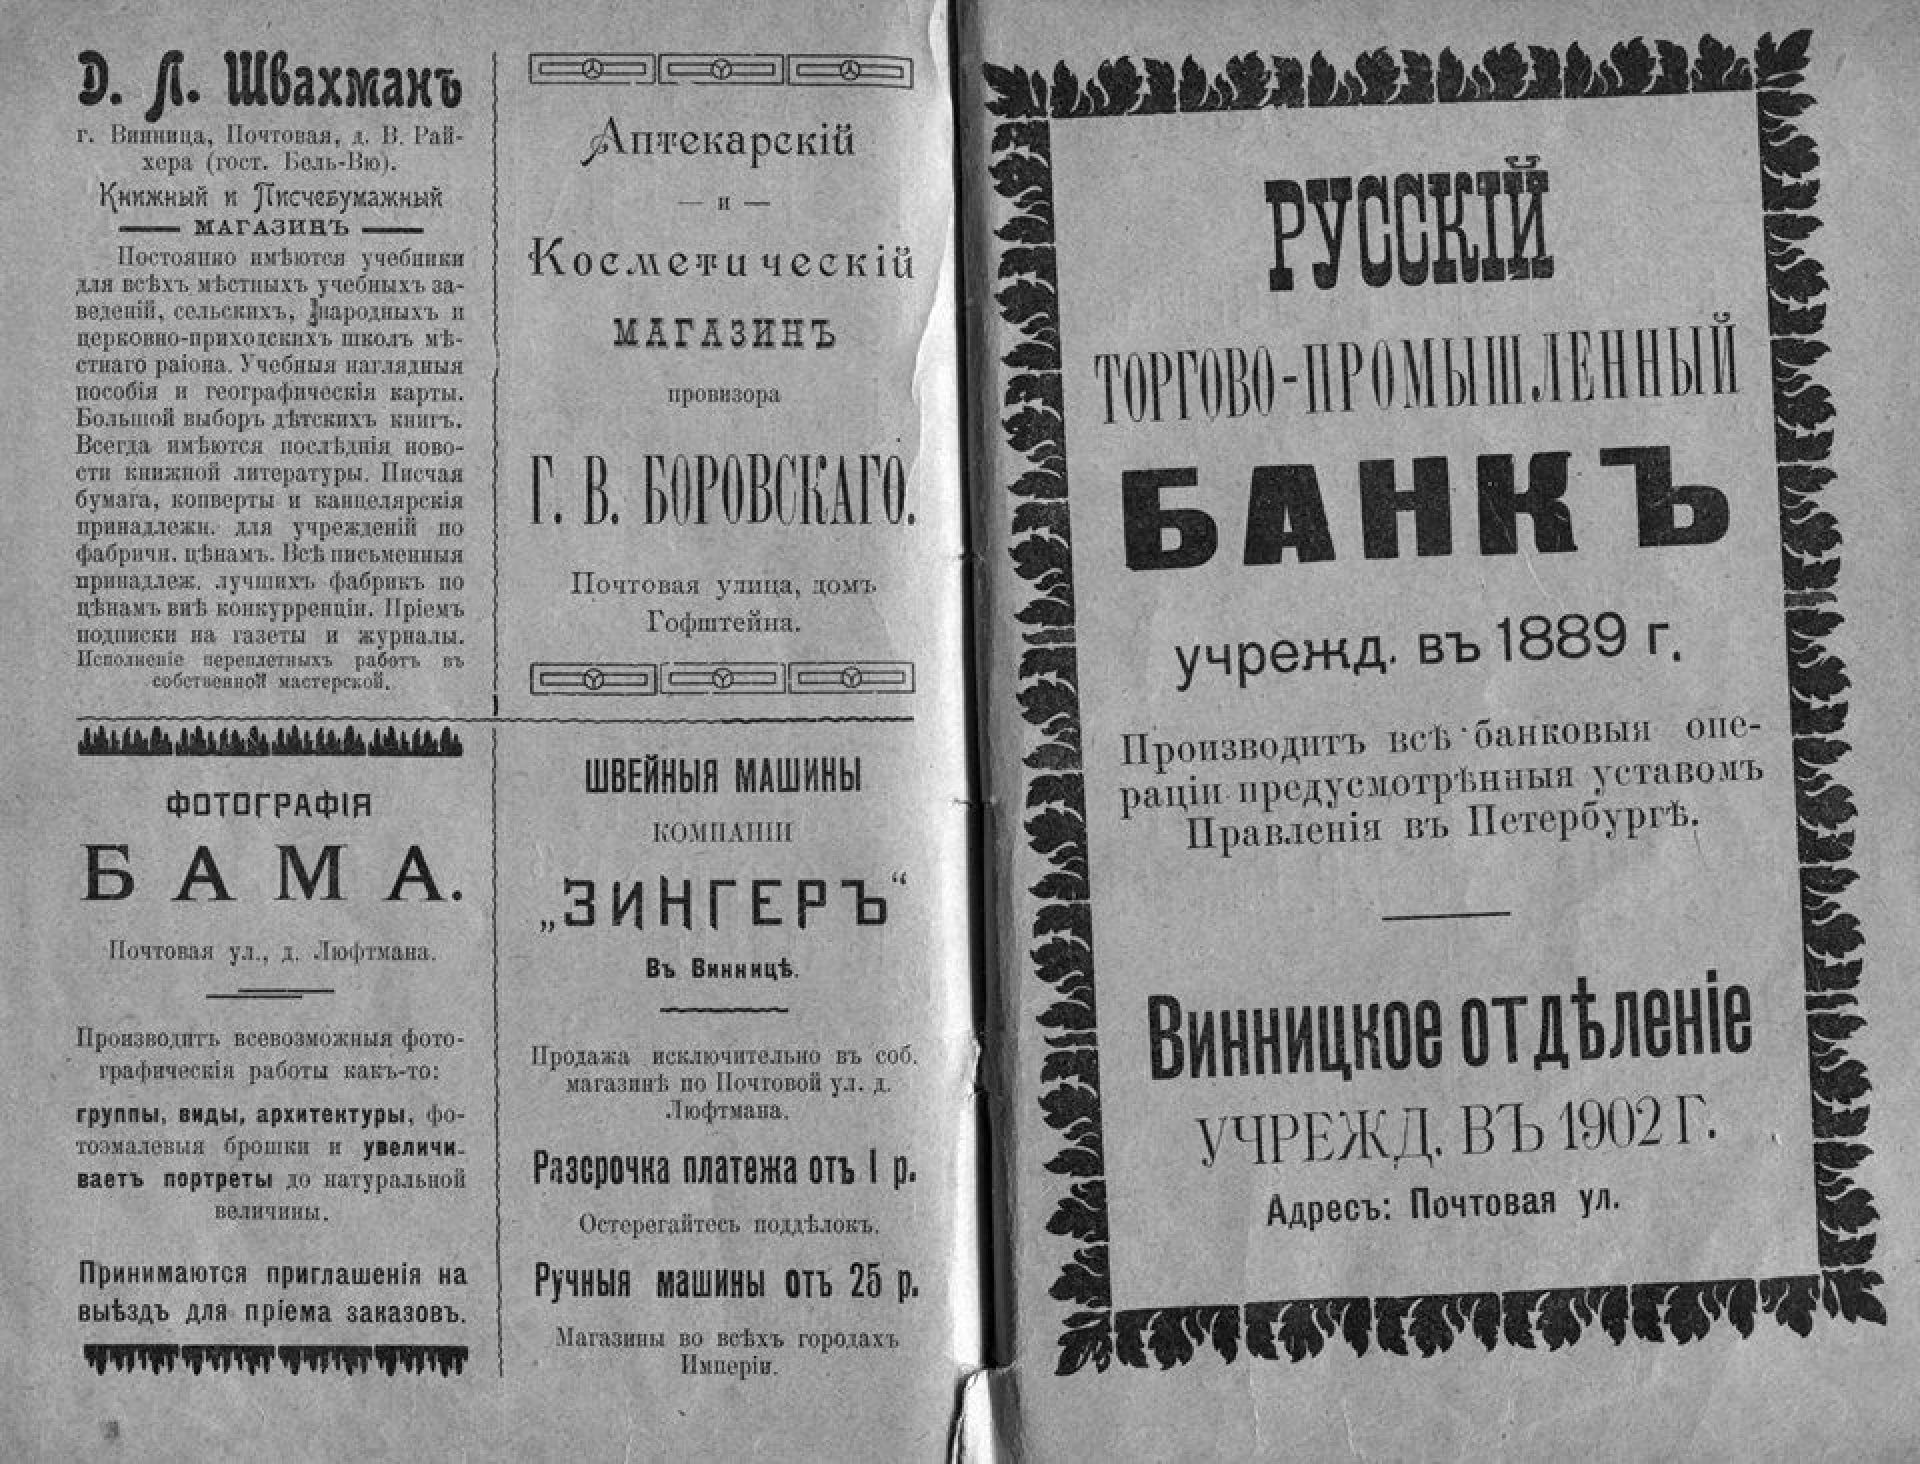 Д. Л. Швахманъ
г. Винница, Почтовая, д. В. Рай-
хера (гост. Бель-Вю).
Книжный и Писчебумажный
МАГАЗИНЪ
Постоянно имѣются учебники
для всѣхъ мѣстныхъ учебныхъ за-
веденій, сельскихъ, народныхъ и
церковно-приходскихъ школъ мѣ-
стнаго раіона. Учебныя наглядныя
пособія и географическія карты.
Большой выборъ дѣтскихъ книгъ.
Всегда имѣются послѣднія ново-
сти книжной литературы. Писчая
бумага, конверты и канцелярскія
принадлежн. для учрежденій по
фабричн. цѣнамъ. Всѣ письменныя
принадлеж. лучшихъ фабрикъ по
цѣнамъ внѣ конкурренціи. Пріемъ
подписки на газеты и журналы.
Исполненіе переплетныхъ работъ въ
собственной мастерской.
Аптекарскій
— и —
Косметическій
МАГАЗИНЪ
провизора
Г. В. БОРОВСКАГО.
Почтовая улица, домъ
Гофштейна.
ФОТОГРАФІЯ
БАМА.
Почтовая ул., д. Люфтмана.
Производитъ всевозможныя фото-
графическія работы какъ-то:
группы, виды, архитектуры, фо-
тоэмалевыя брошки и увеличи-
ваетъ портреты до натуральной
величины.
Принимаются приглашенія на
выѣздъ для пріема заказовъ.
ШВЕЙНЫЯ МАШИНЫ
КОМПАНІИ
„ЗИНГЕРЪ“
Въ Винницѣ.
Продажа исключительно въ соб.
магазинѣ по Почтовой ул. д.
Люфтмана.
Разсрочка платежа отъ 1 р.
Остерегайтесь поддѣлокъ.
Ручныя машины отъ 25 р.
Магазины во всѣхъ городахъ
Имперіи.
РУССКІЙ
ТОРГОВО-ПРОМЫШЛЕННЫЙ
БАНКЪ
учрежд. въ 1889 г.
Производитъ всѣ банковыя опе-
раціи предусмотрѣнныя уставомъ
Правленія въ Петербургѣ.
Винницкое отдѣленіе
УЧРЕЖД. ВЪ 1902 Г.
Адресъ: Почтовая ул.